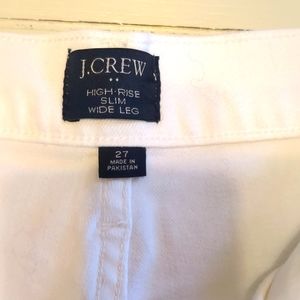 J.CREW
HIGH-RISE
SLIM
WIDE LEG
27
MADE IN
PAKISTAN